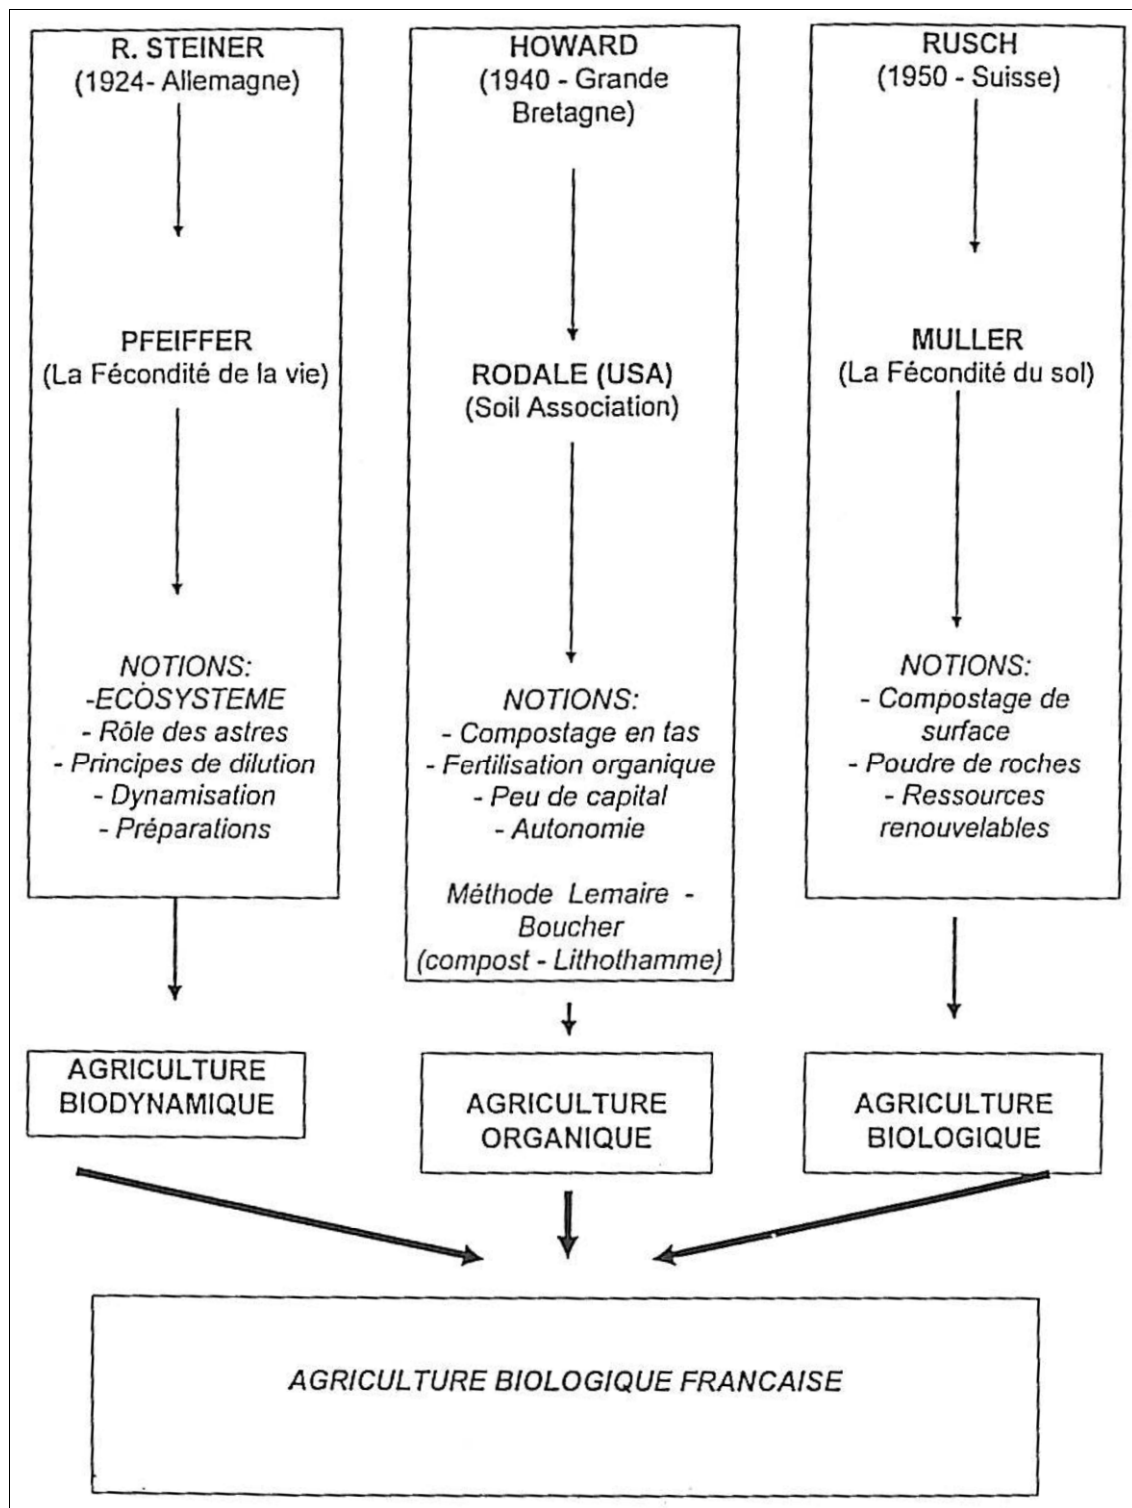 R. STEINER
(1924- Allemagne)
PFEIFFER
(La Fécondité de la vie)
NOTIONS:
-ECOSYSTEME
- Rôle des astres
- Principes de dilution
- Dynamisation
- Préparations
AGRICULTURE
BIODYNAMIQUE
HOWARD
(1940 - Grande
Bretagne)
RODALE (USA)
(Soil Association)
NOTIONS:
- Compostage en tas
- Fertilisation organique
- Peu de capital
- Autonomie
Méthode Lemaire -
Boucher
(compost - Lithothamme)
AGRICULTURE
ORGANIQUE
RUSCH
(1950 - Suisse)
MULLER
(La Fécondité du sol)
NOTIONS:
- Compostage de
surface
- Poudre de roches
- Ressources
renouvelables
AGRICULTURE
BIOLOGIQUE
AGRICULTURE BIOLOGIQUE FRANCAISE